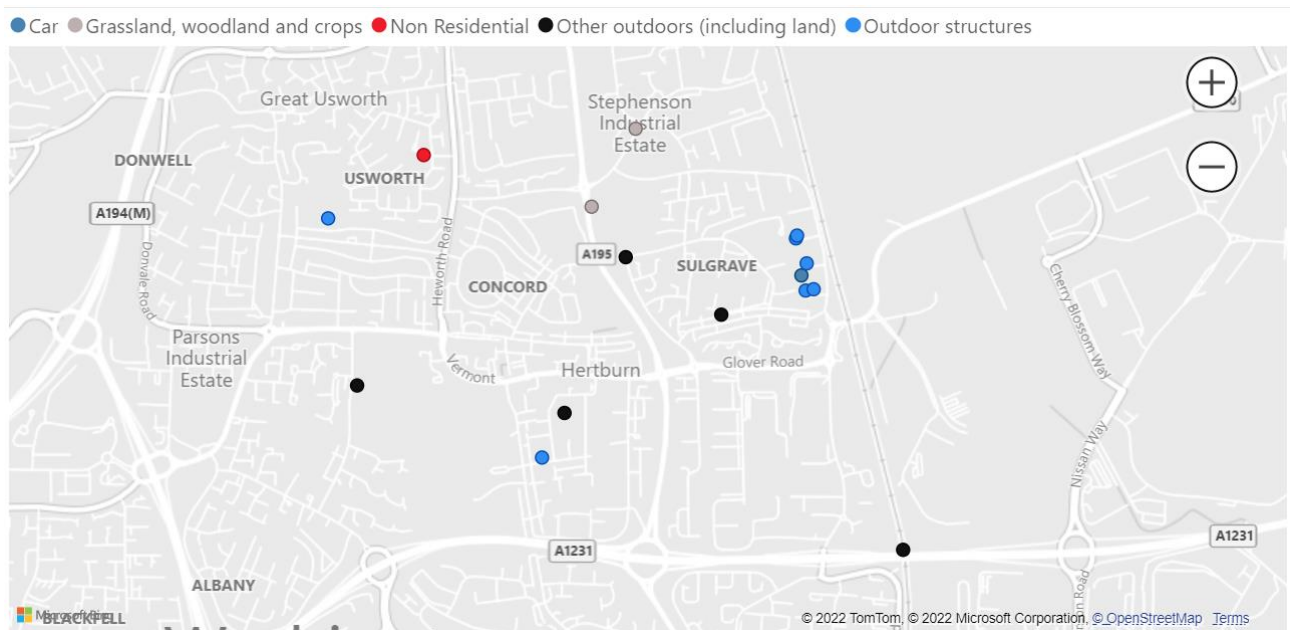 Car Grassland, woodland and crops Non Residential Other outdoors (including land) Outdoor structures
Great Usworth
Stephenson
Industrial
Estate
DONWELL
USWORTH
A194(M)
Donvale Road
Heworth Road
A195
SULGRAVE
CONCORD
Cherry Blossom Way
Parsons
Industrial
Estate
Vermont
Hertburn
Glover Road
Nissan Way
A1231
A1231
ALBANY
Road
BLACKFELL
© 2022 TomTom, © 2022 Microsoft Corporation, © OpenStreetMap Terms